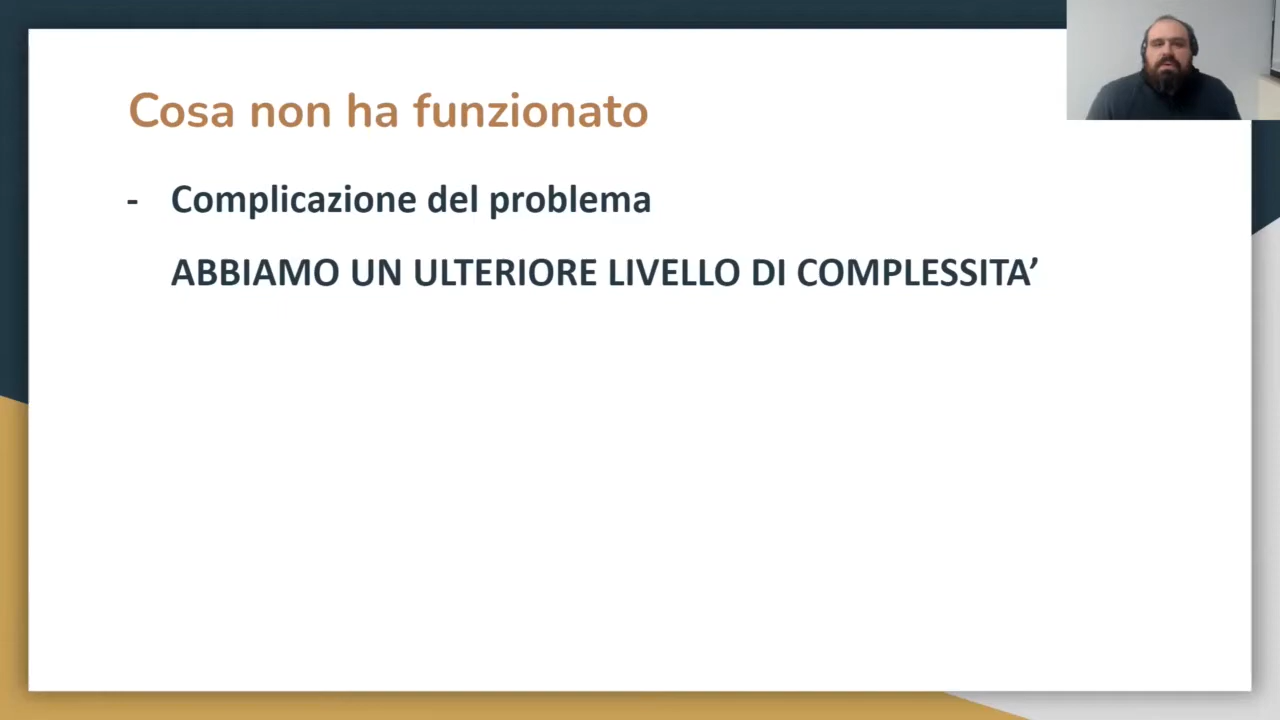 Cosa non ha funzionato
- Complicazione del problema
ABBIAMO UN ULTERIORE LIVELLO DI COMPLESSITA’